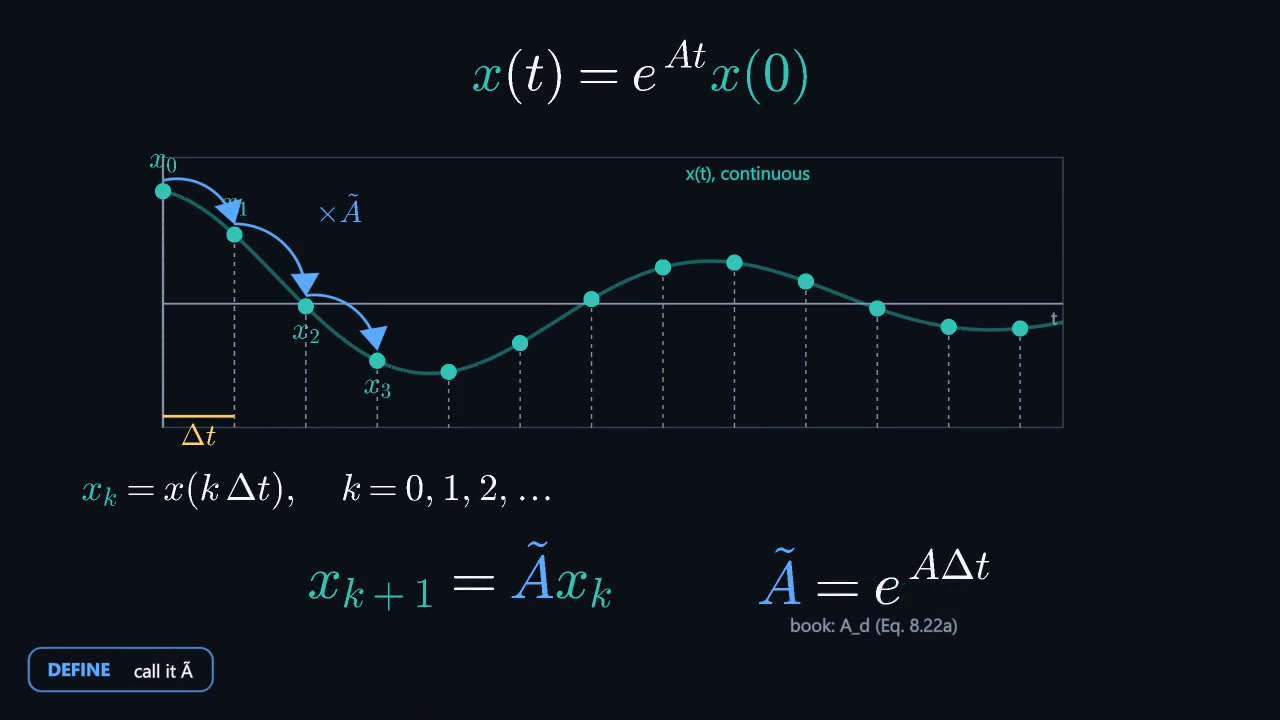 x(t) = e^{At}x(0)
x_0
x(t), continuous
x_1
×Ã
t
x_2
x_3
Δt
x_k = x(k Δt),    k = 0, 1, 2, …
x_{k+1} = Ãx_k
Ã = e^{AΔt}
book: A_d (Eq. 8.22a)
DEFINE call it Ã